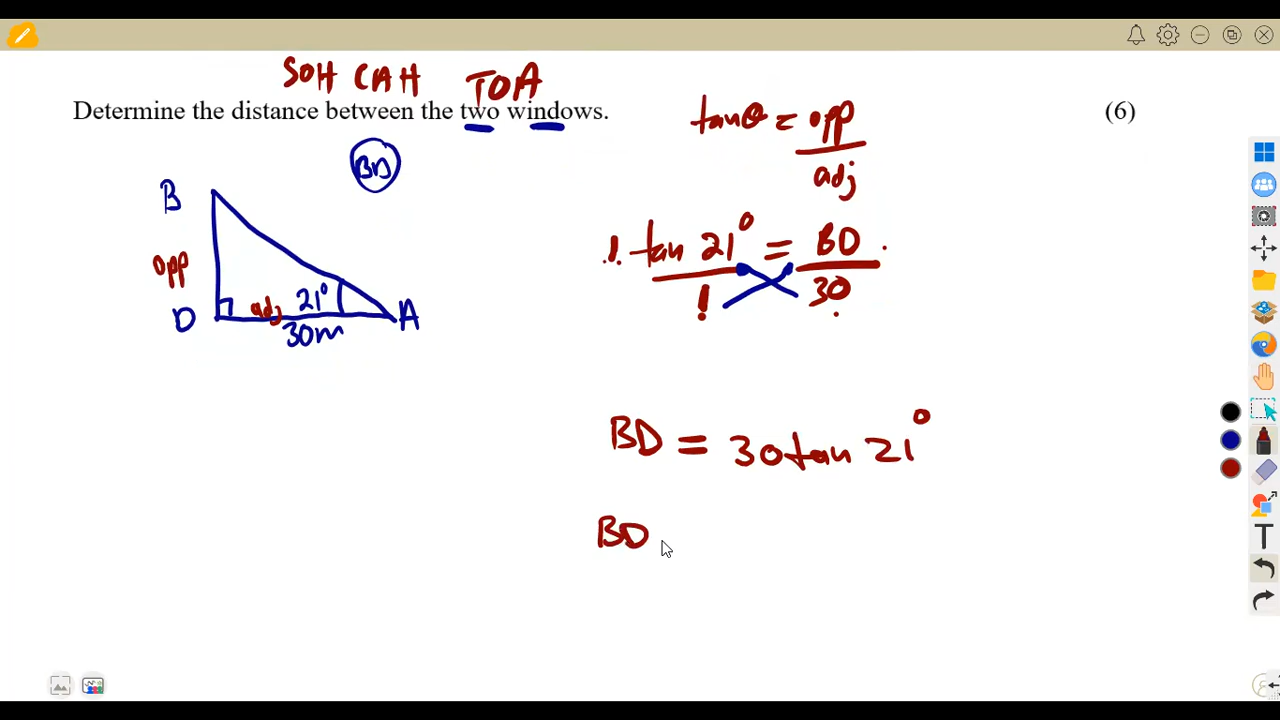 SOH CAH TOA
Determine the distance between the two windows. (6)
BD
B
opp
D adj 21° A
30m
tanθ = opp
adj
tan 21° = BD
30
BD = 30tan 21°
BD
T